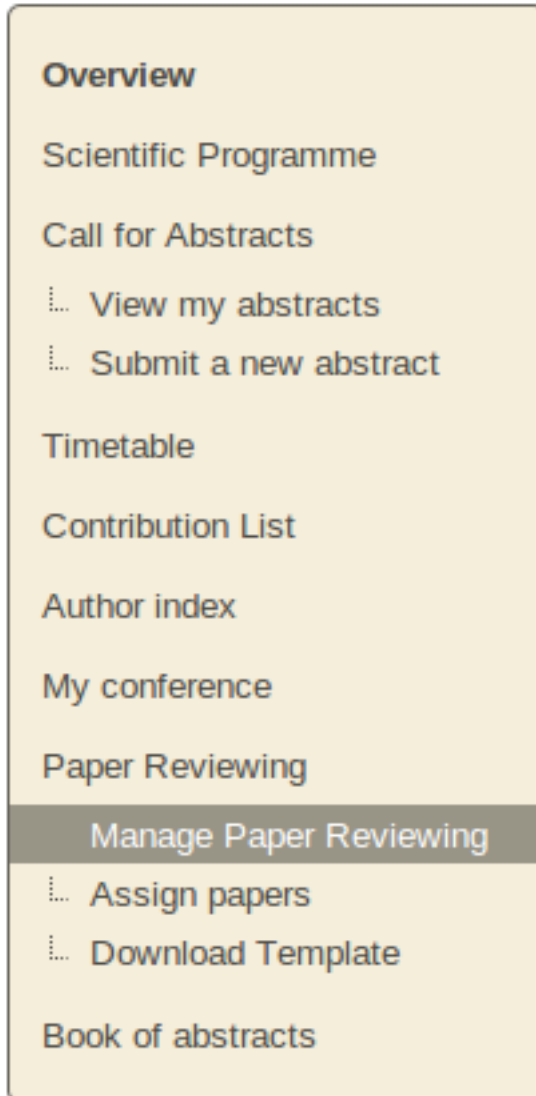 Overview
Scientific Programme
Call for Abstracts
View my abstracts
Submit a new abstract
Timetable
Contribution List
Author index
My conference
Paper Reviewing
Manage Paper Reviewing
Assign papers
Download Template
Book of abstracts